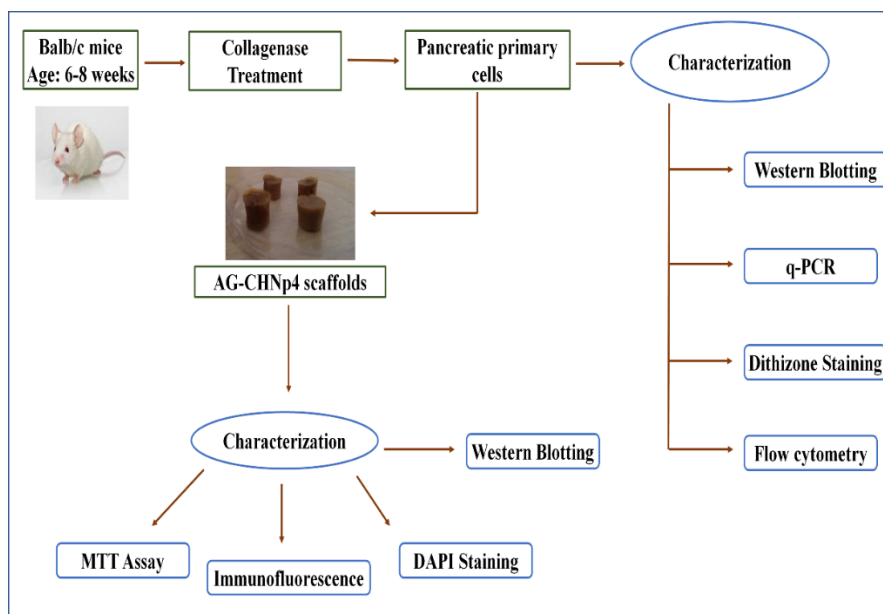 Balb/c mice
Age: 6-8 weeks
Collagenase
Treatment
Pancreatic primary
cells
Characterization
Western Blotting
q-PCR
Dithizone Staining
Flow cytometry
AG-CHNp4 scaffolds
Characterization
Western Blotting
MTT Assay
Immunofluorescence
DAPI Staining